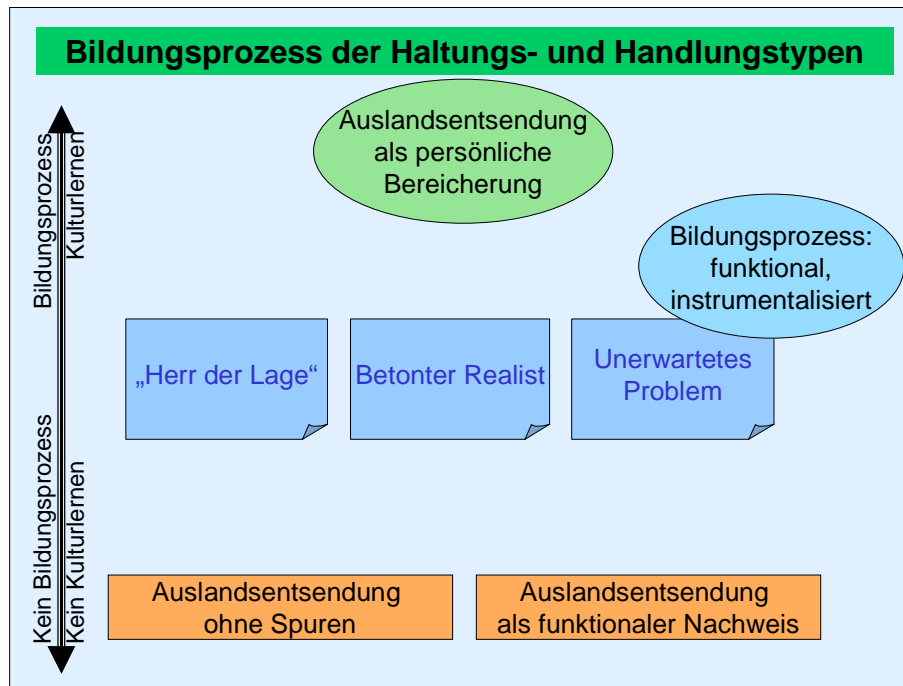 Bildungsprozess der Haltungs- und Handlungstypen
Auslandsentsendung
als persönliche
Bereicherung
Bildungsprozess
Kulturlernen
Bildungsprozess:
funktional,
instrumentalisiert
„Herr der Lage“
Betonter Realist
Unerwartetes
Problem
Kein Bildungsprozess
Kein Kulturlernen
Auslandsentsendung
ohne Spuren
Auslandsentsendung
als funktionaler Nachweis